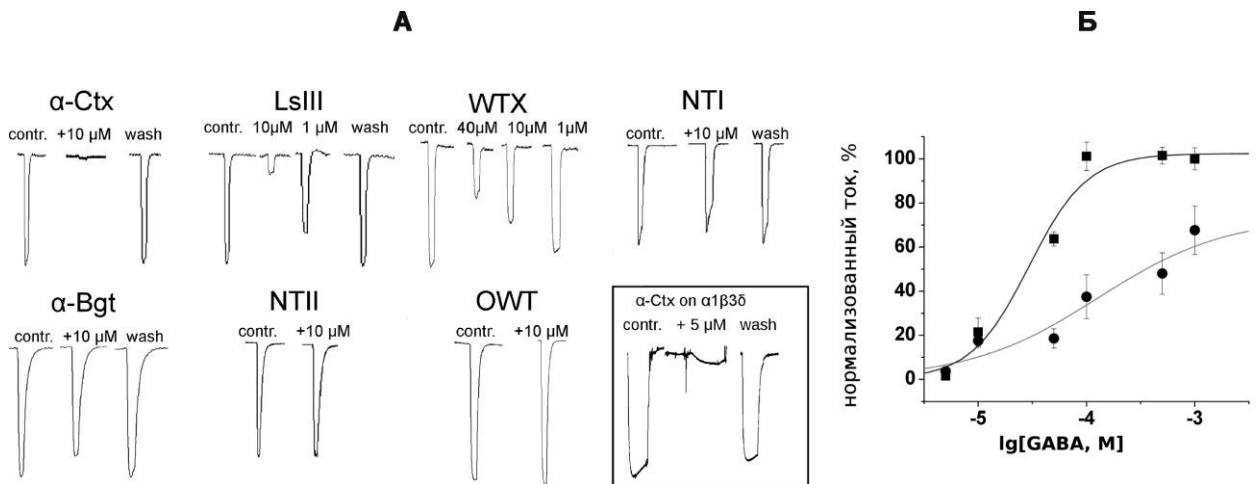 А
α-Ctx
contr. +10 µM wash
LsIII
contr. 10µM 1 µM wash
WTX
contr. 40µM 10µM 1µM
NTI
contr. +10 µM wash
α-Bgt
contr. +10 µM wash
NTII
contr. +10 µM
OWT
contr. +10 µM
α-Ctx on α1β3δ
contr. + 5 µM wash
Б
нормализованный ток, %
100
80
60
40
20
0
-5 -4 -3
lg[GABA, M]